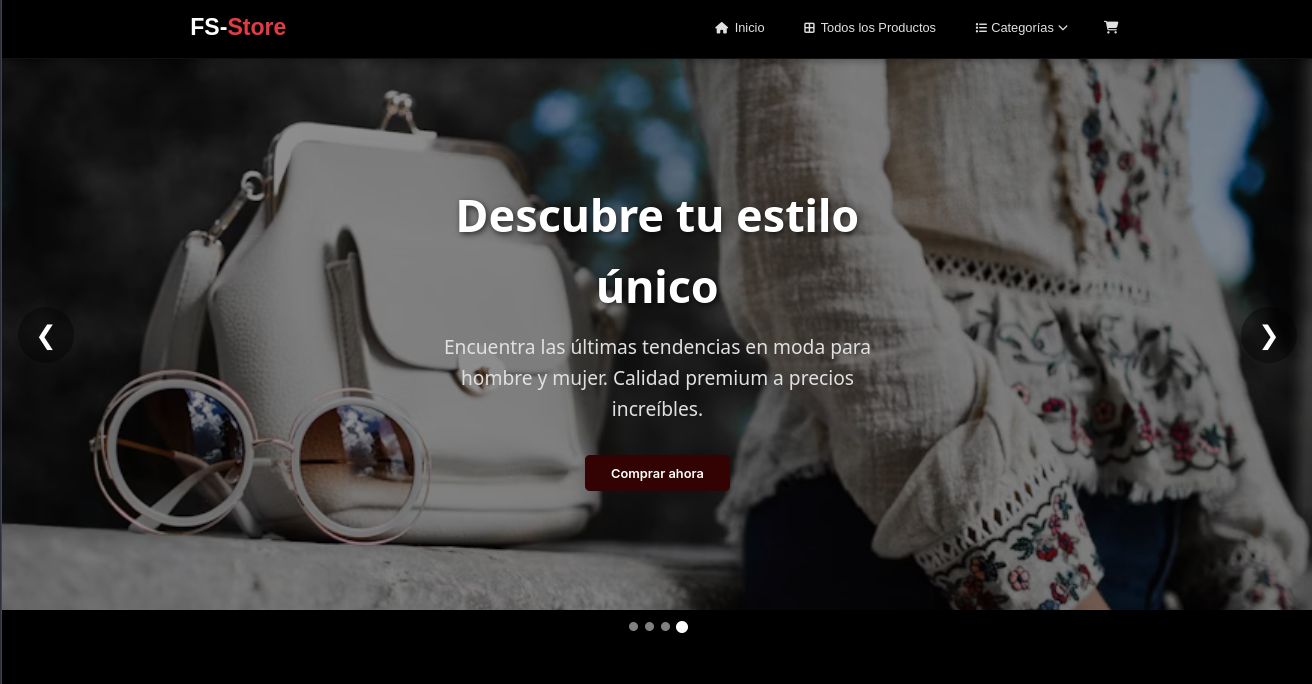 FS-Store
Inicio
Todos los Productos
Categorías
Descubre tu estilo
único
Encuentra las últimas tendencias en moda para
hombre y mujer. Calidad premium a precios
increíbles.
Comprar ahora